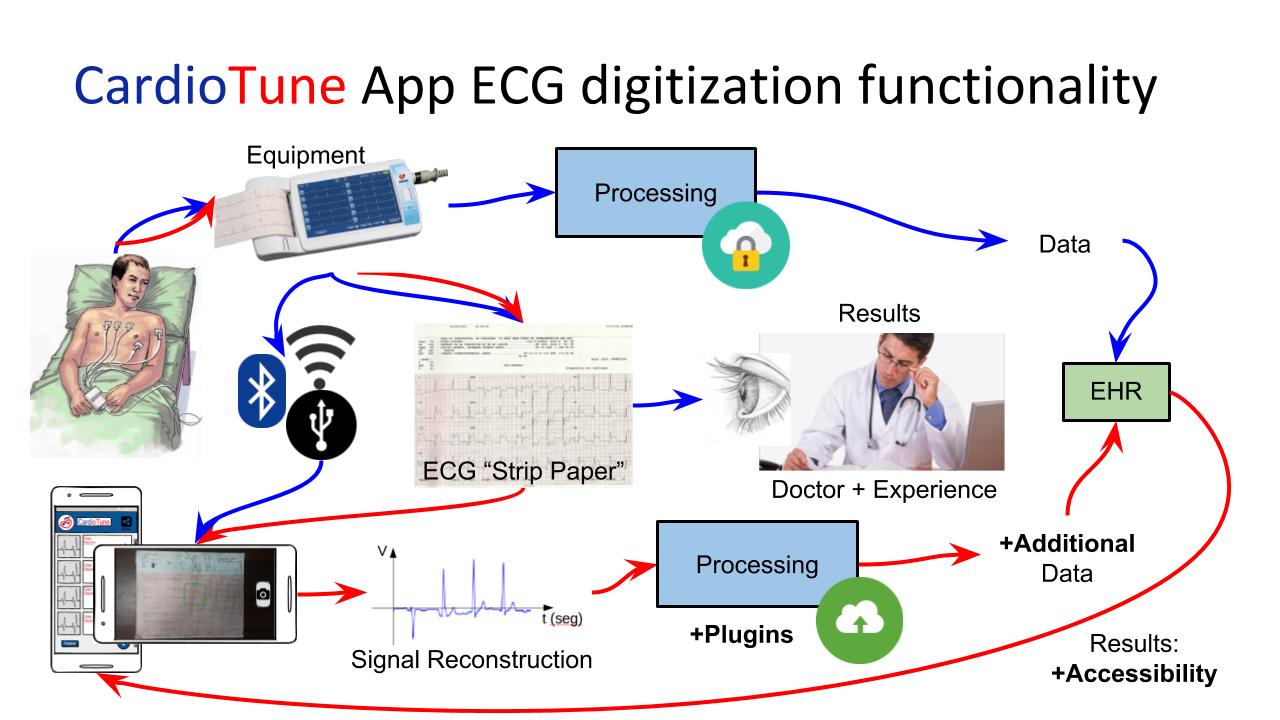 CardioTune App ECG digitization functionality
Equipment
Processing
Data
Results
EHR
ECG “Strip Paper”
Doctor + Experience
CardioTune
V
t (seg)
Signal Reconstruction
Processing
+Plugins
+Additional
Data
Results:
+Accessibility